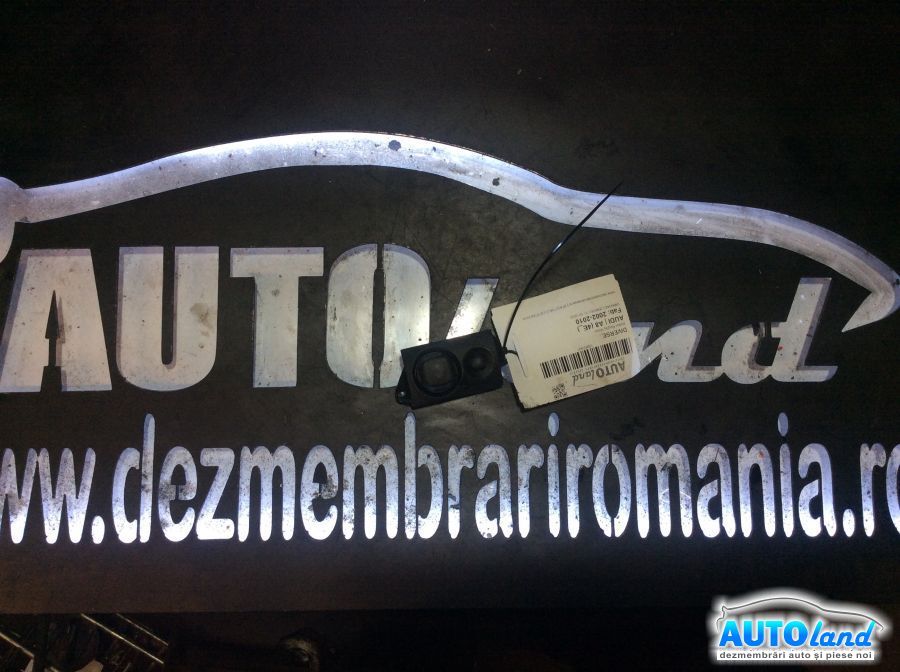 AUTOland
www.dezmembrariromania.ro
AUTOland
DIVERSE
AUDI | A8 (4E_)
Fab: 2002-2010
AUTOland
dezmembrări auto și piese noi